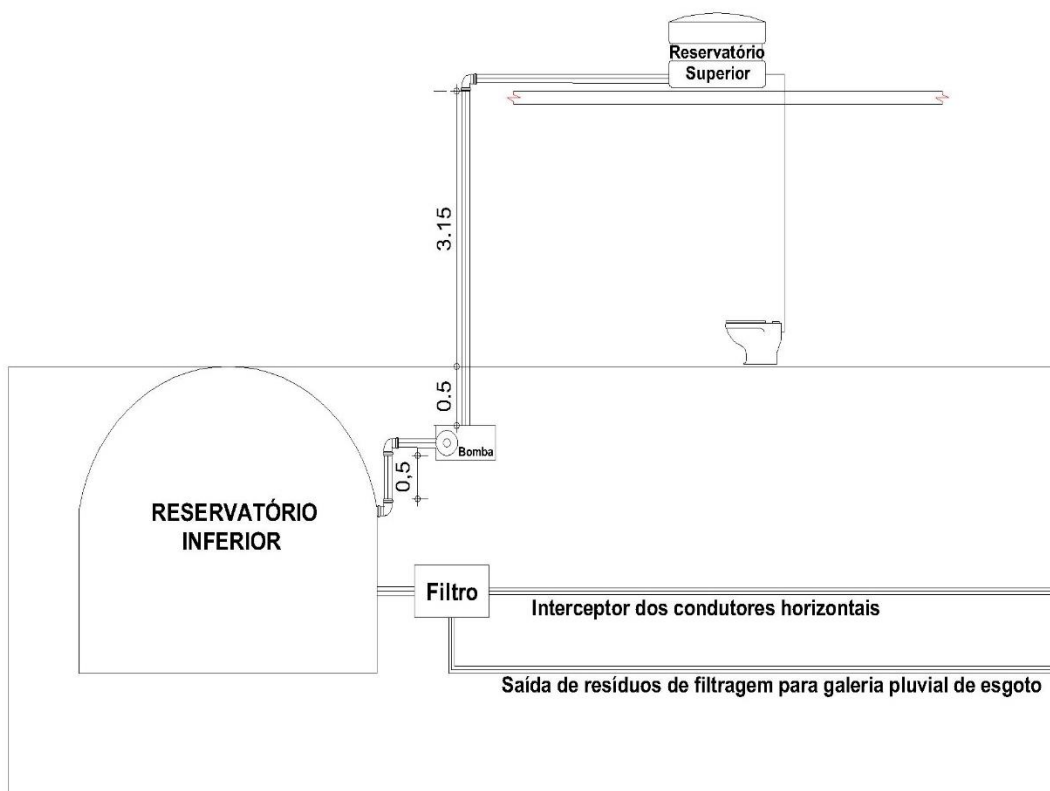 Reservatório
Superior
3.15
0.5
Bomba
0,5
RESERVATÓRIO
INFERIOR
Filtro
Interceptor dos condutores horizontais
Saída de resíduos de filtragem para galeria pluvial de esgoto